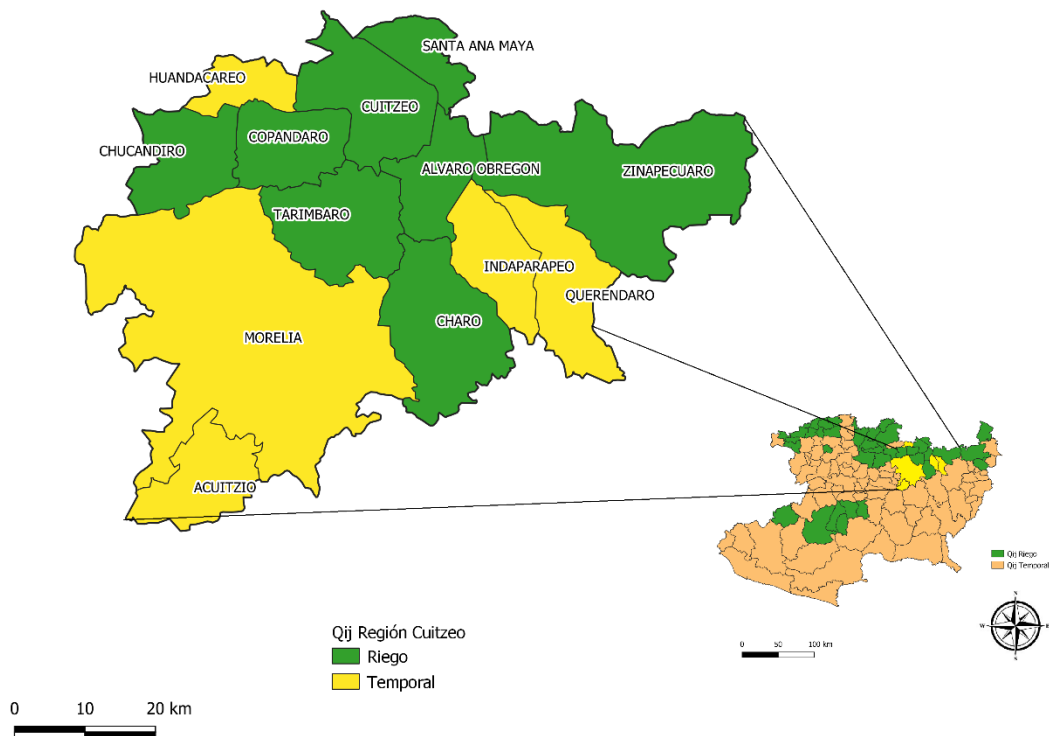 SANTA ANA MAYA
HUANDACAREO
CUITZEO
COPANDARO
CHUCANDIRO
ALVARO OBREGON
ZINAPECUARO
TARIMBARO
INDAPARAPEO
QUERENDARO
CHARO
MORELIA
ACUITZIO
Qij Riego
Qij Temporal
N
W
E
S
0 50 100 km
Qij Región Cuitzeo
Riego
Temporal
0 10 20 km